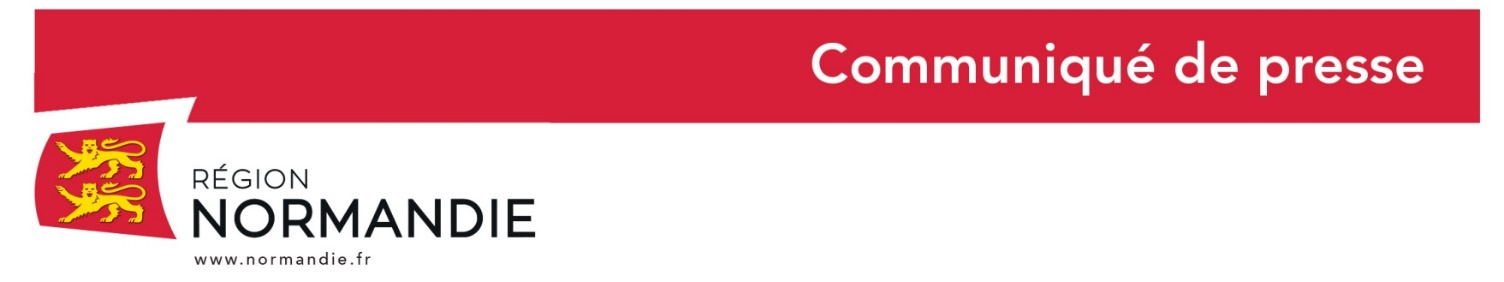 Communiqué de presse
RÉGION
NORMANDIE
www.normandie.fr